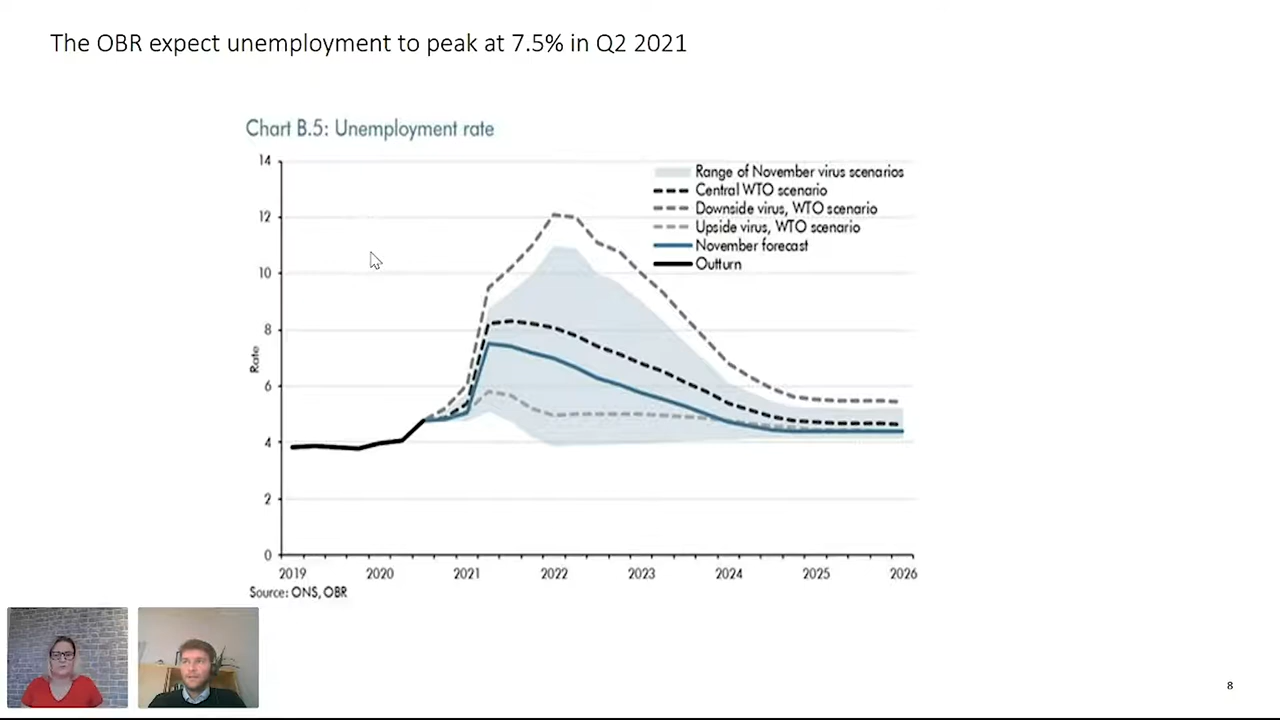 The OBR expect unemployment to peak at 7.5% in Q2 2021
Chart B.5: Unemployment rate
14
12
10
8
6
4
2
0
Rate
Range of November virus scenarios
Central WTO scenario
Downside virus, WTO scenario
Upside virus, WTO scenario
November forecast
Outturn
2019 2020 2021 2022 2023 2024 2025 2026
Source: ONS, OBR
8